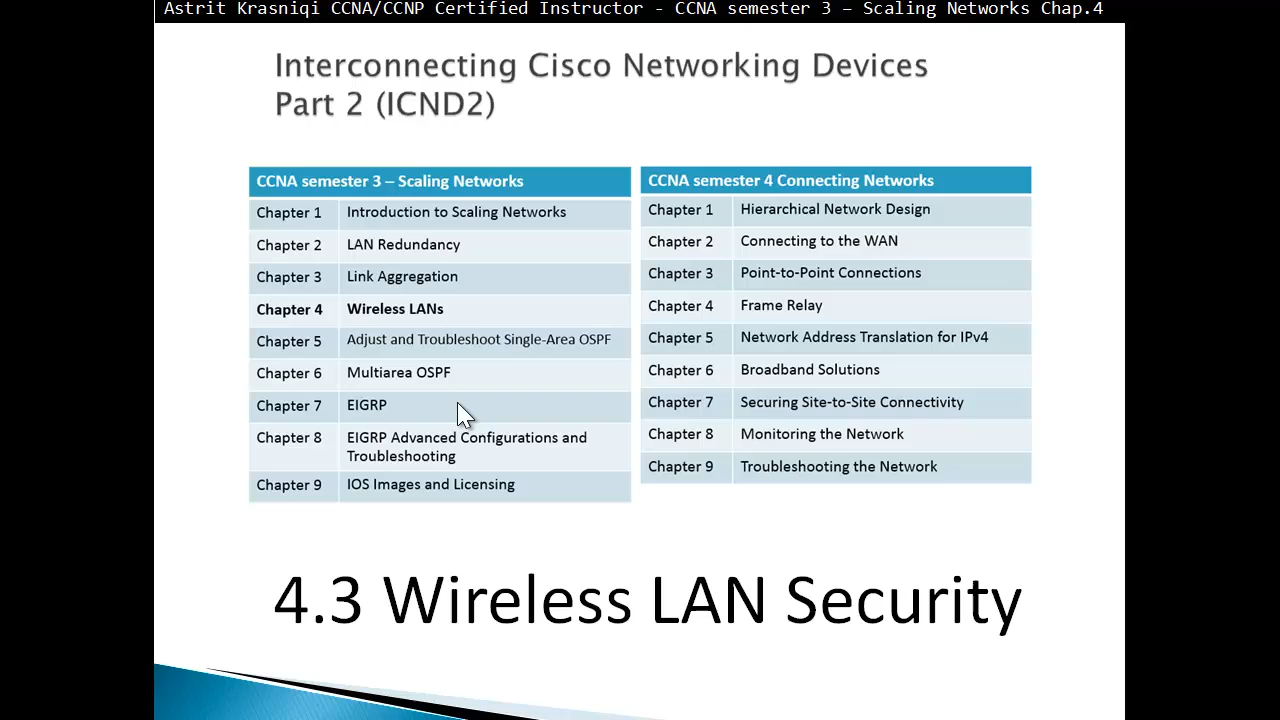 Astrit Krasniqi CCNA/CCNP Certified Instructor - CCNA semester 3 – Scaling Networks Chap.4
Interconnecting Cisco Networking Devices
Part 2 (ICND2)
CCNA semester 3 – Scaling Networks
Chapter 1 Introduction to Scaling Networks
Chapter 2 LAN Redundancy
Chapter 3 Link Aggregation
Chapter 4 Wireless LANs
Chapter 5 Adjust and Troubleshoot Single-Area OSPF
Chapter 6 Multiarea OSPF
Chapter 7 EIGRP
Chapter 8 EIGRP Advanced Configurations and
Troubleshooting
Chapter 9 IOS Images and Licensing
CCNA semester 4 Connecting Networks
Chapter 1 Hierarchical Network Design
Chapter 2 Connecting to the WAN
Chapter 3 Point-to-Point Connections
Chapter 4 Frame Relay
Chapter 5 Network Address Translation for IPv4
Chapter 6 Broadband Solutions
Chapter 7 Securing Site-to-Site Connectivity
Chapter 8 Monitoring the Network
Chapter 9 Troubleshooting the Network
4.3 Wireless LAN Security